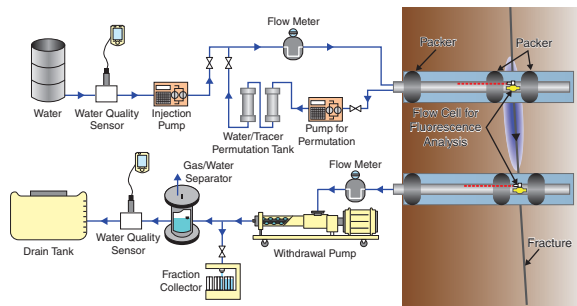 Flow Meter
Packer
Packer
Water
Water Quality
Sensor
Injection
Pump
Water/Tracer
Permutation Tank
Pump for
Permutation
Flow Cell for
Fluorescence
Analysis
Gas/Water
Separator
Flow Meter
Drain Tank
Water Quality
Sensor
Withdrawal Pump
Fraction
Collector
Fracture